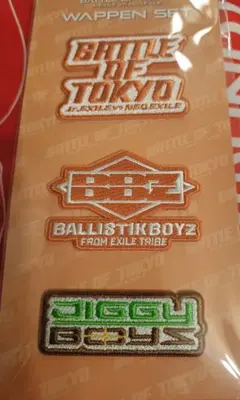 WAPPEN SET
BATTLE
OF
TOKYO
Jr.EXILE vs NEO EXILE
BBZ
BALLISTIK BOYZ
FROM EXILE TRIBE
JIGGY
BOYS